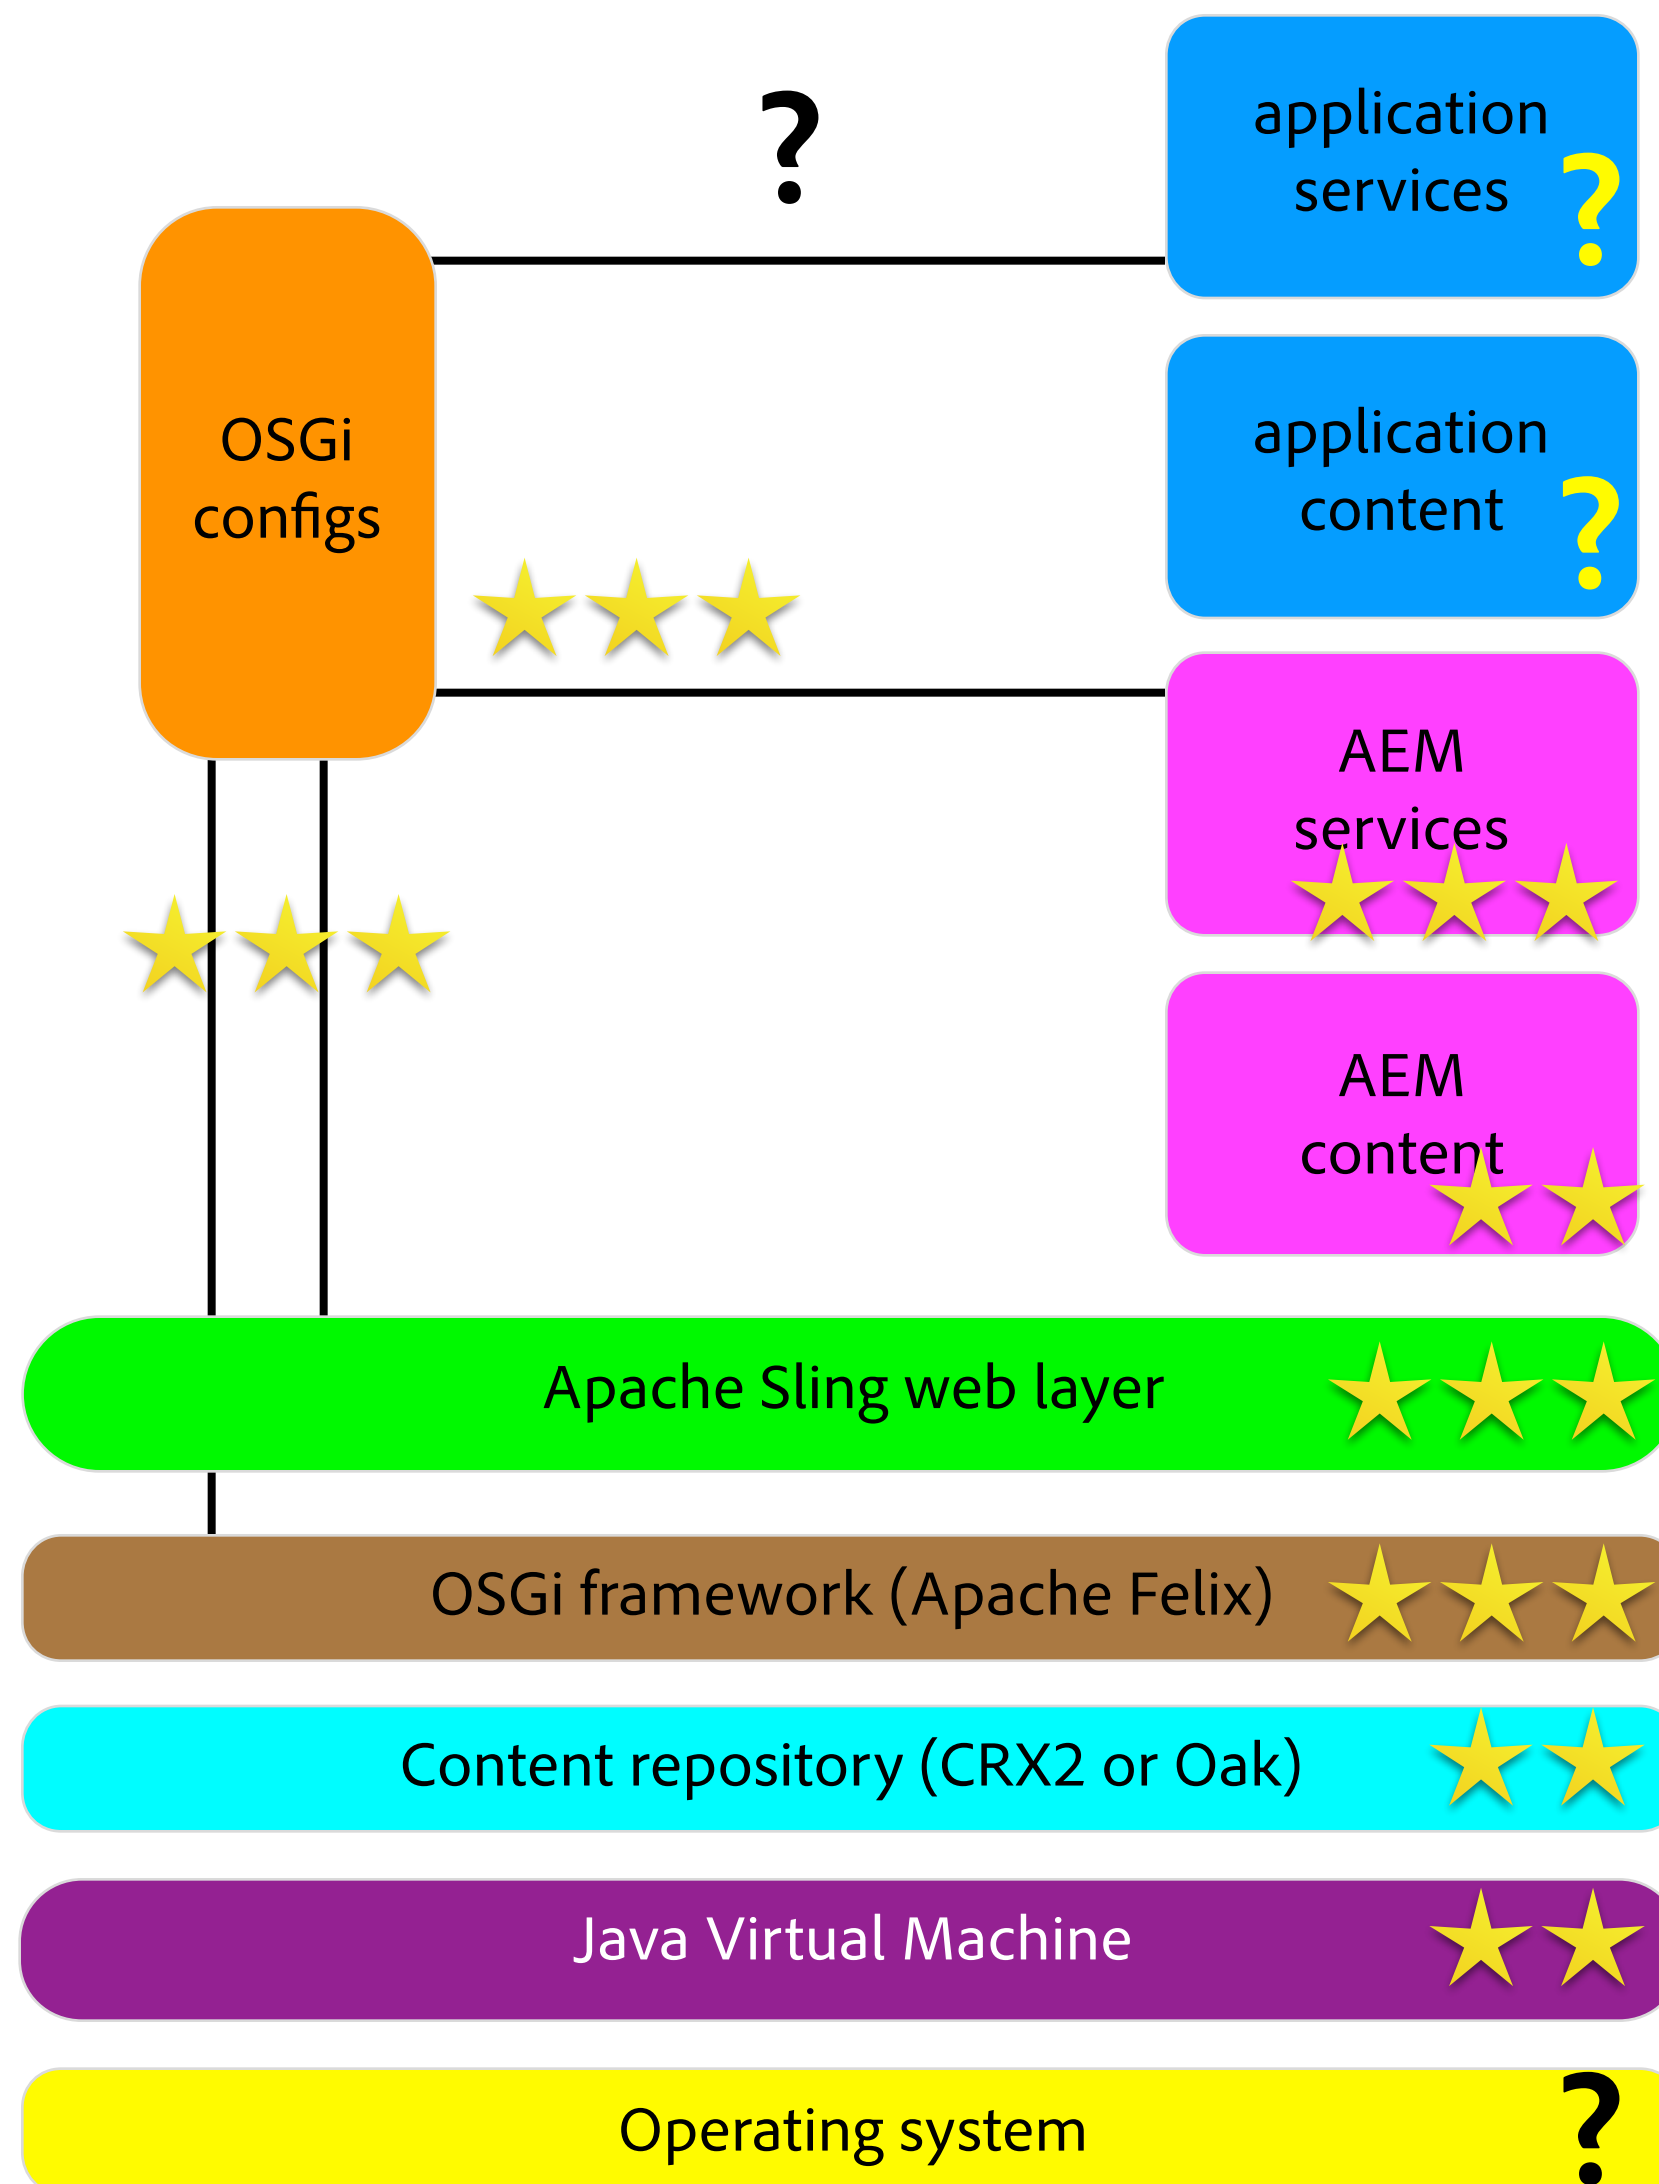 ?
application
services
?
OSGi
configs
application
content
?
AEM
services
AEM
content
Apache Sling web layer
OSGi framework (Apache Felix)
Content repository (CRX2 or Oak)
Java Virtual Machine
Operating system
?